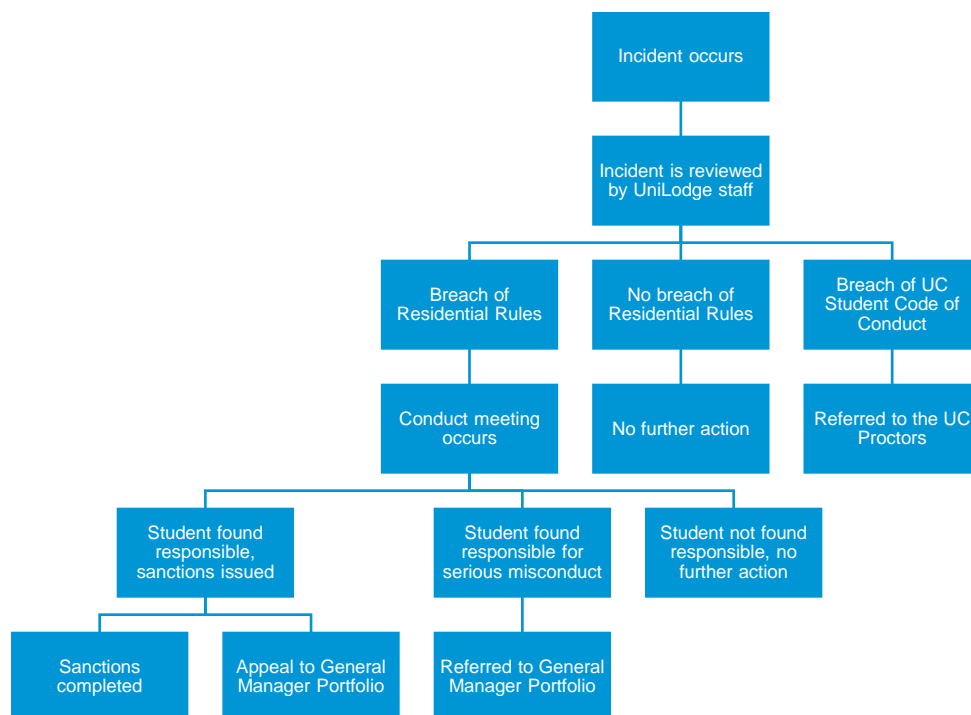 Incident occurs
Incident is reviewed
by UniLodge staff
Breach of
Residential Rules
No breach of
Residential Rules
Breach of UC
Student Code of
Conduct
Conduct meeting
occurs
No further action
Referred to the UC
Proctors
Student found
responsible,
sanctions issued
Student found
responsible for
serious misconduct
Student not found
responsible, no
further action
Sanctions
completed
Appeal to General
Manager Portfolio
Referred to General
Manager Portfolio